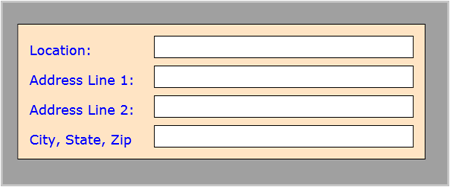 Location:
Address Line 1:
Address Line 2:
City, State, Zip